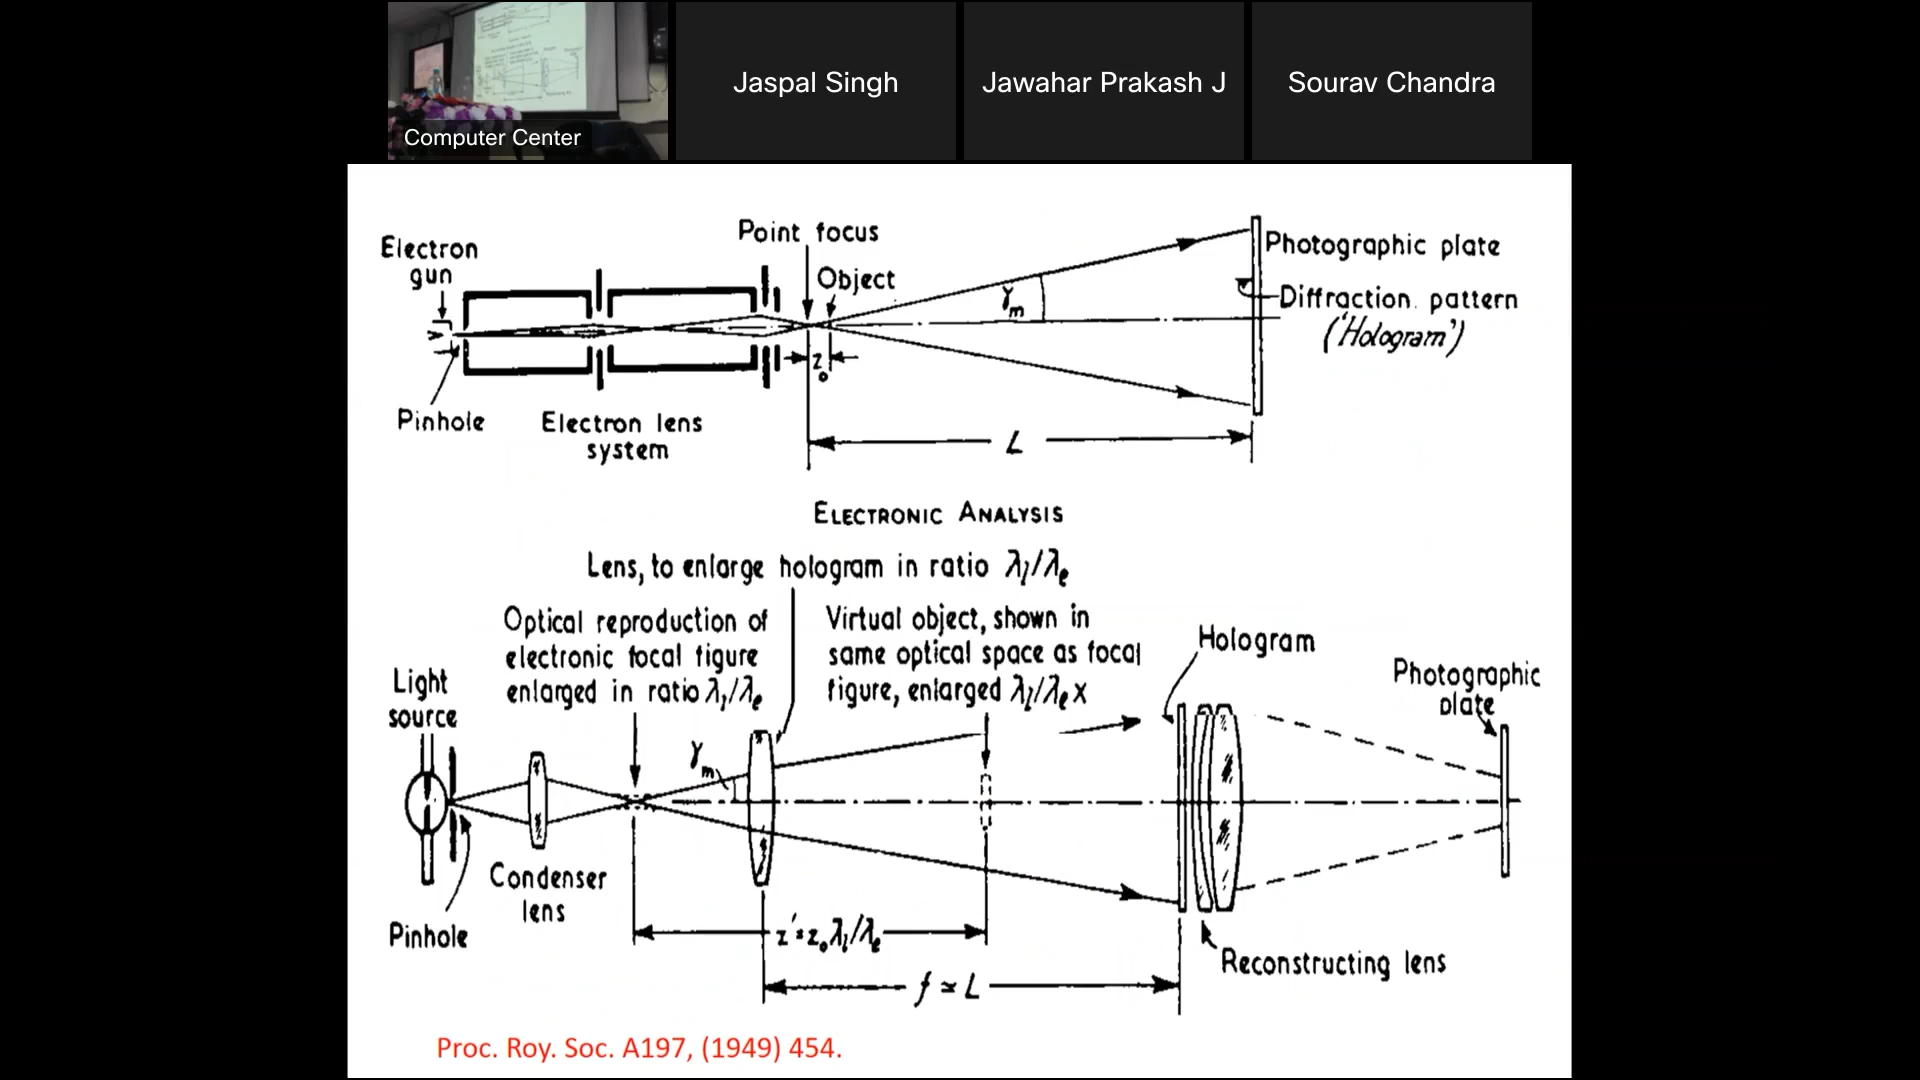 Computer Center
Jaspal Singh
Jawahar Prakash J
Sourav Chandra
Electron
gun
Point focus
Object
Photographic plate
γm
Diffraction pattern
('Hologram')
z₀
Pinhole
Electron lens
system
L
ELECTRONIC ANALYSIS
Lens, to enlarge hologram in ratio λl/λe
Optical reproduction of
electronic focal figure
enlarged in ratio λl/λe
Virtual object, shown in
same optical space as focal
figure, enlarged λl/λe x
Hologram
Photographic
plate
Light
source
γm
Condenser
lens
Pinhole
z'=z₀λl/λe
Reconstructing lens
f ≃ L
Proc. Roy. Soc. A197, (1949) 454.